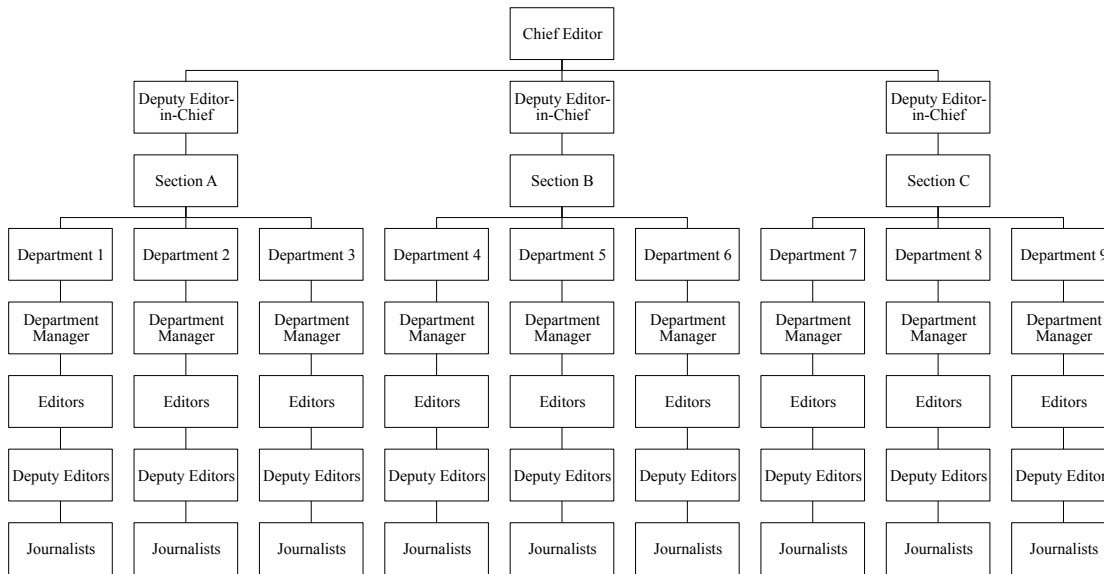 Chief Editor
Deputy Editor-
in-Chief
Deputy Editor-
in-Chief
Deputy Editor-
in-Chief
Section A
Section B
Section C
Department 1
Department 2
Department 3
Department 4
Department 5
Department 6
Department 7
Department 8
Department 9
Department
Manager
Department
Manager
Department
Manager
Department
Manager
Department
Manager
Department
Manager
Department
Manager
Department
Manager
Department
Manager
Editors
Editors
Editors
Editors
Editors
Editors
Editors
Editors
Editors
Deputy Editors
Deputy Editors
Deputy Editors
Deputy Editors
Deputy Editors
Deputy Editors
Deputy Editors
Deputy Editors
Deputy Editor
Journalists
Journalists
Journalists
Journalists
Journalists
Journalists
Journalists
Journalists
Journalists